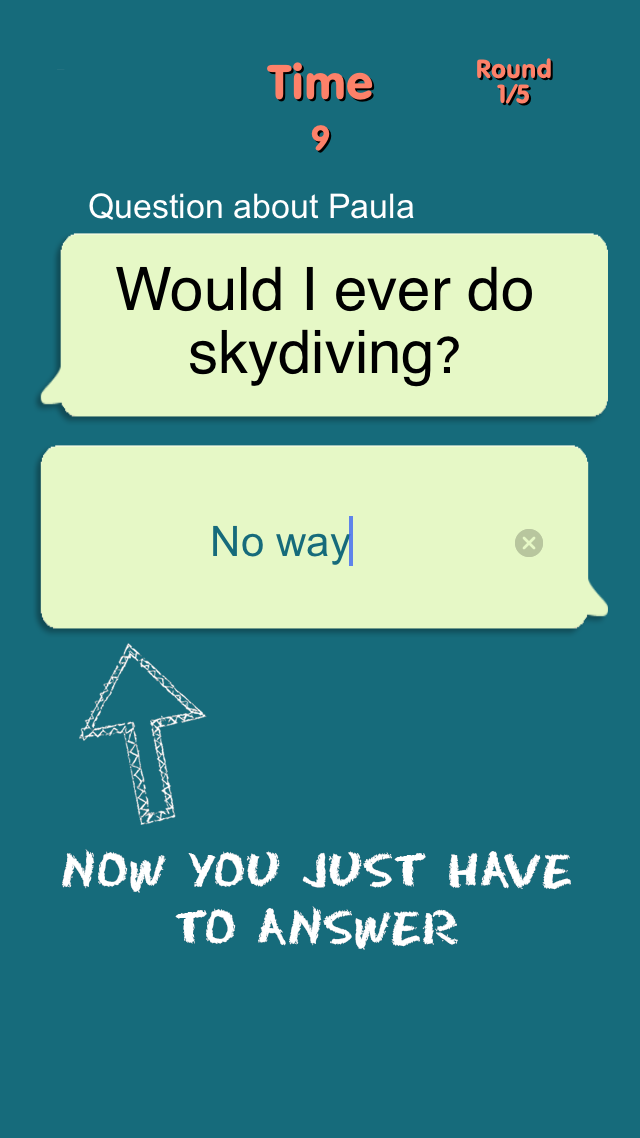 Time
Round
1/5
9
Question about Paula
Would I ever do
skydiving?
No way
NOW YOU JUST HAVE
TO ANSWER